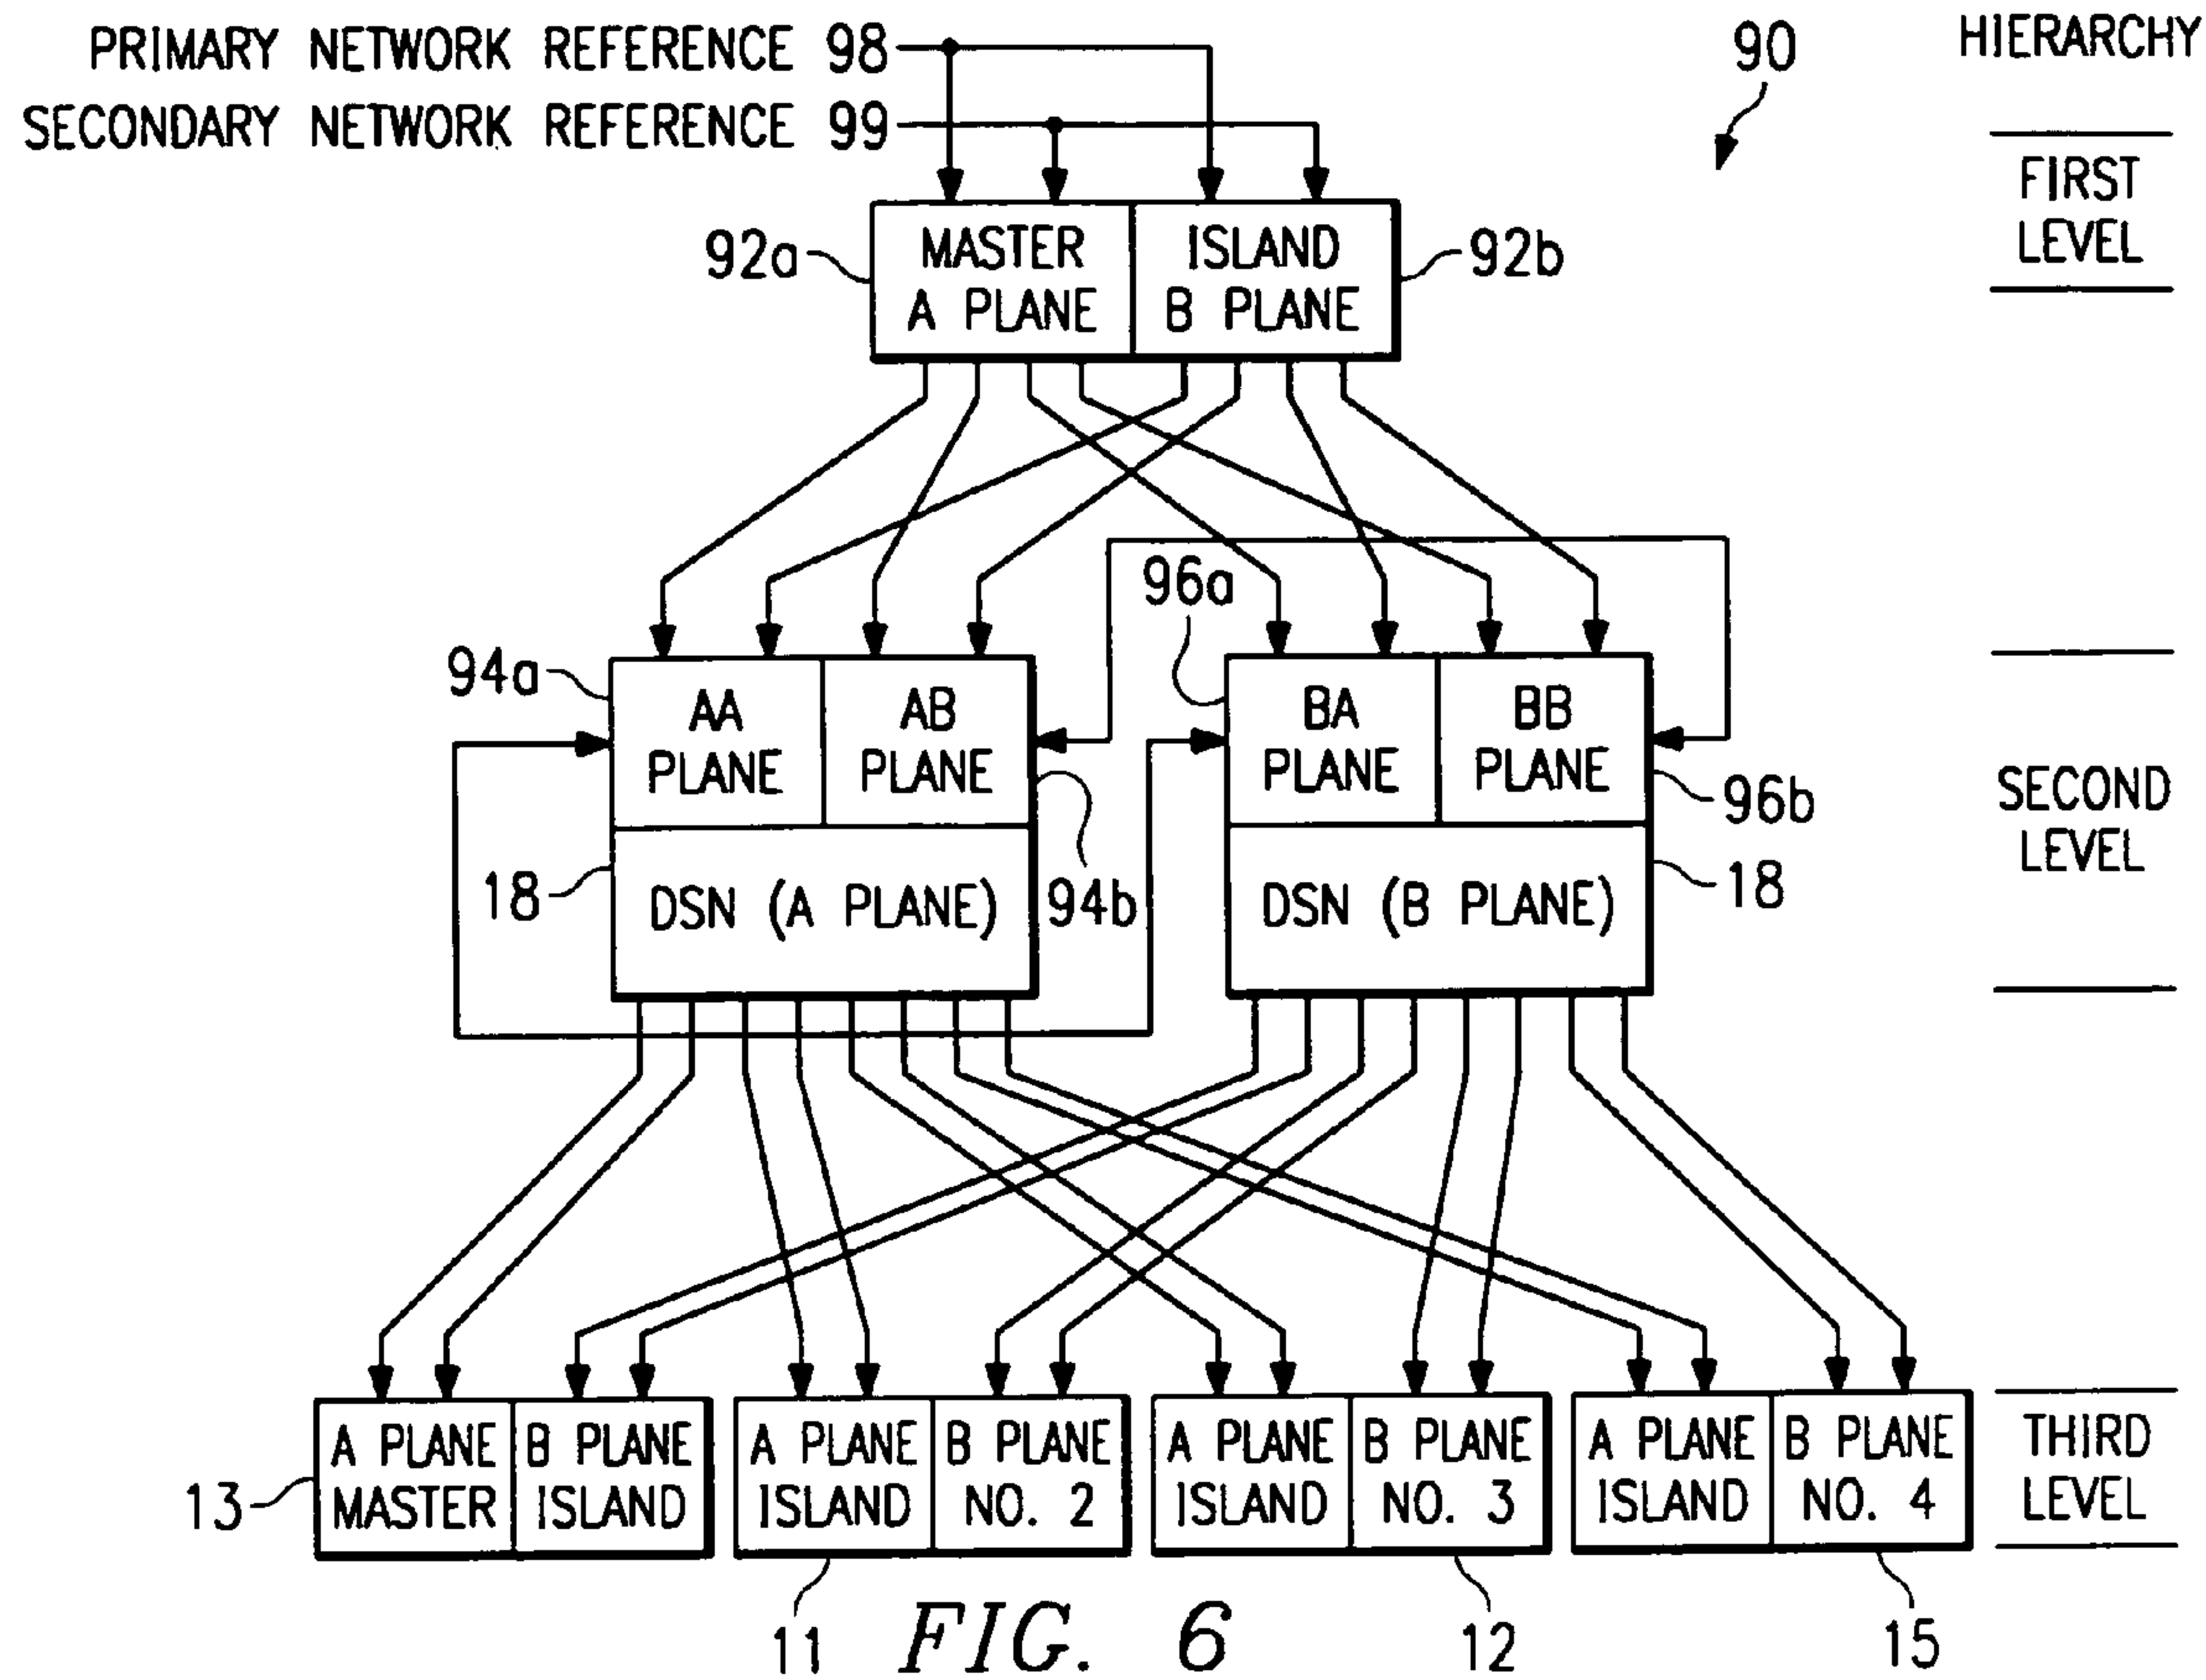 PRIMARY NETWORK REFERENCE 98
SECONDARY NETWORK REFERENCE 99
90
HIERARCHY
FIRST
LEVEL
92a
MASTER
A PLANE
ISLAND
B PLANE
92b
94a
AA
PLANE
AB
PLANE
94b
18
DSN (A PLANE)
96a
BA
PLANE
BB
PLANE
96b
DSN (B PLANE)
18
SECOND
LEVEL
13
A PLANE
MASTER
B PLANE
ISLAND
A PLANE
ISLAND
B PLANE
NO. 2
A PLANE
ISLAND
B PLANE
NO. 3
A PLANE
ISLAND
B PLANE
NO. 4
THIRD
LEVEL
11
12
15
FIG. 6